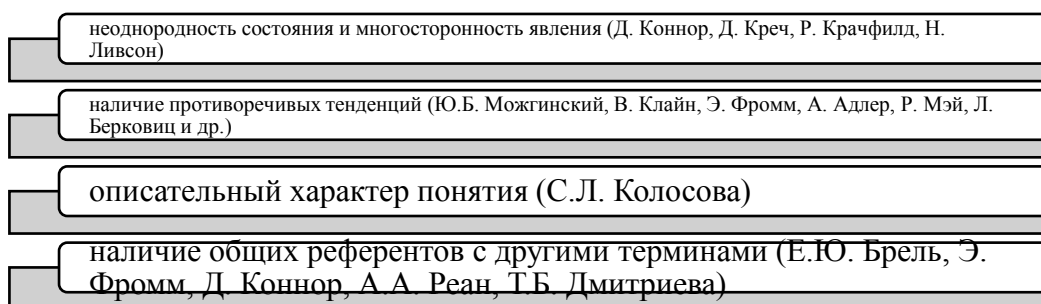 неоднородность состояния и многосторонность явления (Д. Коннор, Д. Креч, Р. Крачфилд, Н.
Ливсон)
наличие противоречивых тенденций (Ю.Б. Можгинский, В. Клайн, Э. Фромм, А. Адлер, Р. Мэй, Л.
Берковиц и др.)
описательный характер понятия (С.Л. Колосова)
наличие общих референтов с другими терминами (Е.Ю. Брель, Э.
Фромм, Д. Коннор, А.А. Реан, Т.Б. Дмитриева)